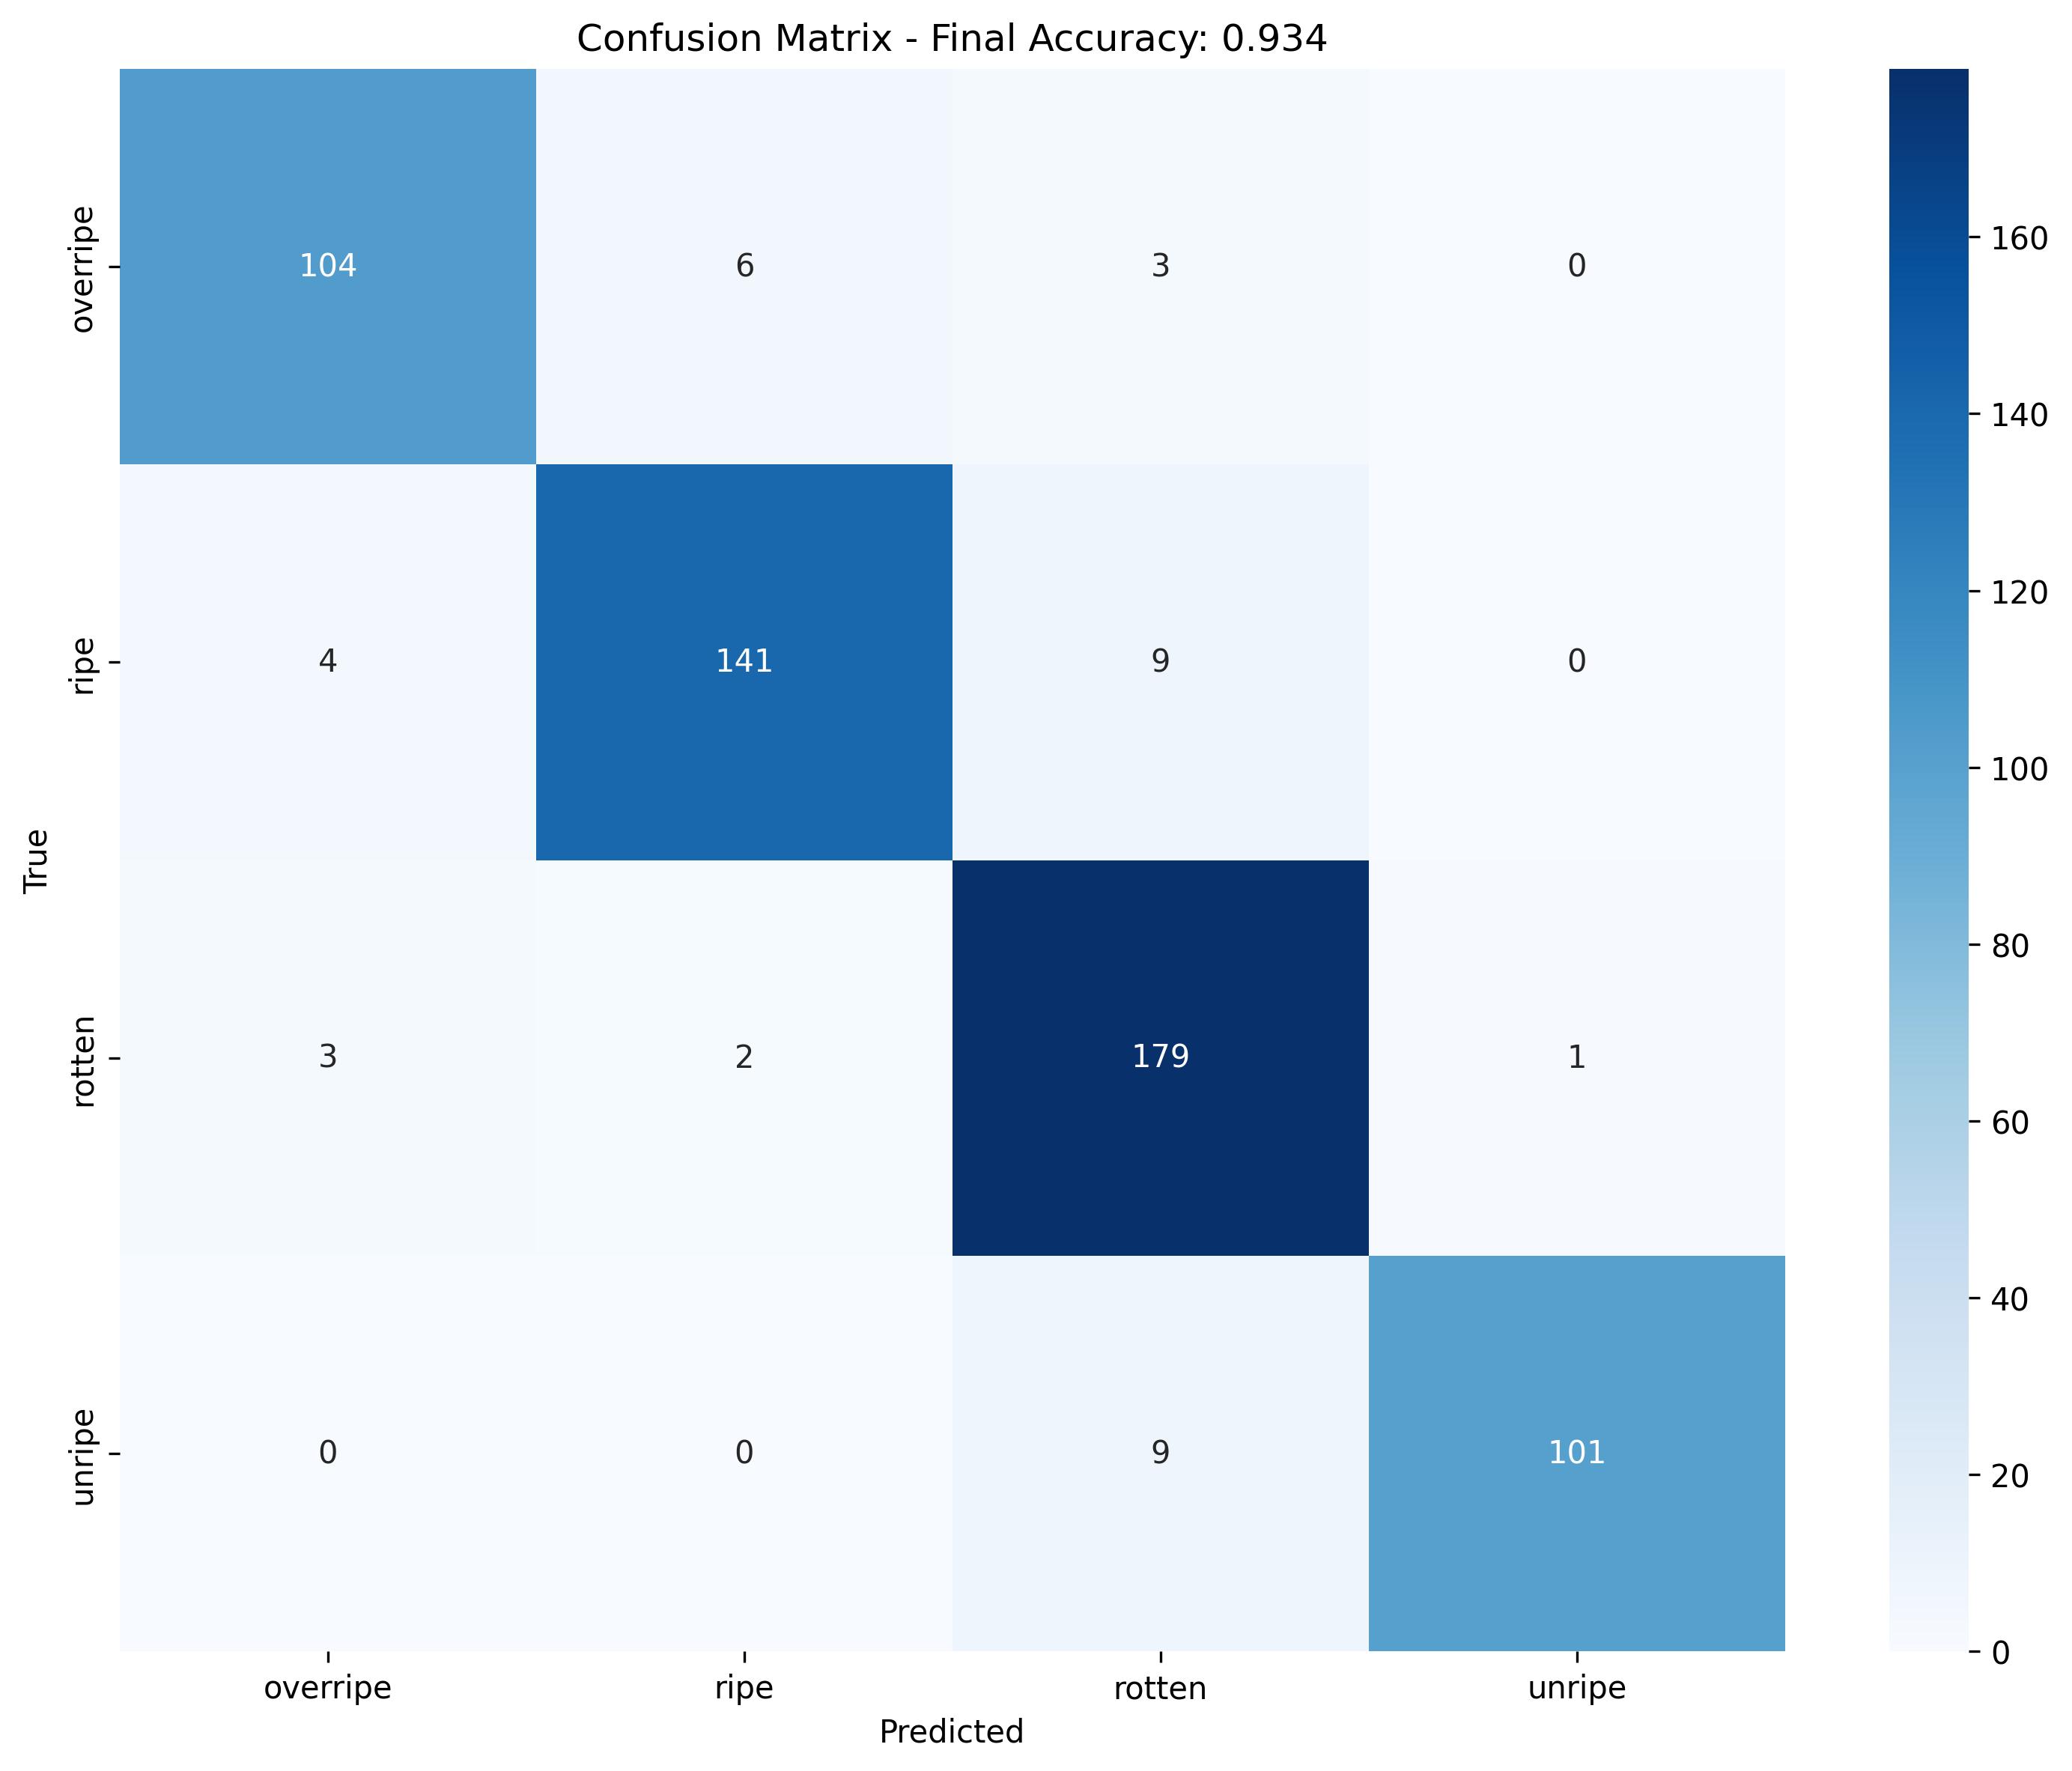 Confusion Matrix - Final Accuracy: 0.934
True
overripe
104 6 3 0
ripe
4 141 9 0
rotten
3 2 179 1
unripe
0 0 9 101
overripe ripe rotten unripe
Predicted
160
140
120
100
80
60
40
20
0